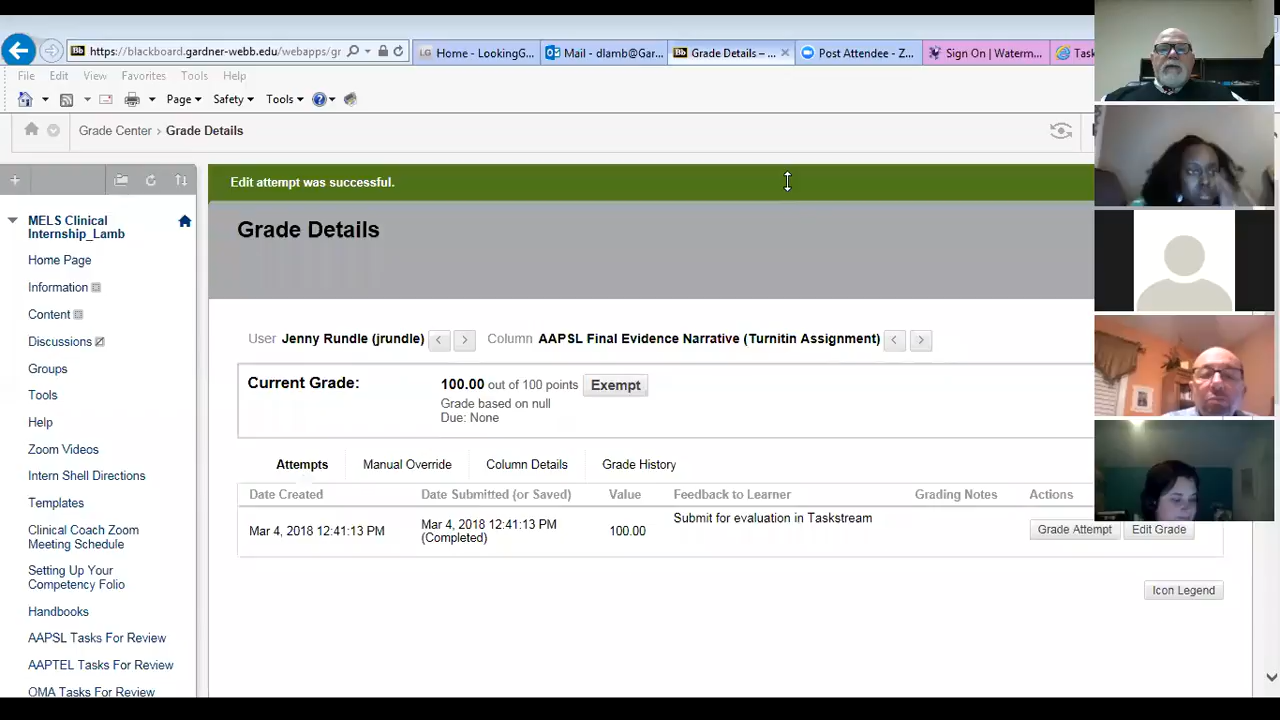 https://blackboard.gardner-webb.edu/webapps/gr
Home - LookingG...
Mail - dlamb@Gar...
Bb Grade Details – ...
Post Attendee - Z...
Sign On | Waterm...
Task
File Edit View Favorites Tools Help
Page Safety Tools
Grade Center > Grade Details
Edit attempt was successful.
Grade Details
MELS Clinical
Internship_Lamb
Home Page
Information
Content
Discussions
Groups
Tools
Help
Zoom Videos
Intern Shell Directions
Templates
Clinical Coach Zoom
Meeting Schedule
Setting Up Your
Competency Folio
Handbooks
AAPSL Tasks For Review
AAPTEL Tasks For Review
OMA Tasks For Review
User Jenny Rundle (jrundle) < > Column AAPSL Final Evidence Narrative (Turnitin Assignment) < >
Current Grade: 100.00 out of 100 points Exempt
Grade based on null
Due: None
Attempts Manual Override Column Details Grade History
Date Created Date Submitted (or Saved) Value Feedback to Learner Grading Notes Actions
Mar 4, 2018 12:41:13 PM Mar 4, 2018 12:41:13 PM (Completed) 100.00 Submit for evaluation in Taskstream Grade Attempt Edit Grade
Icon Legend